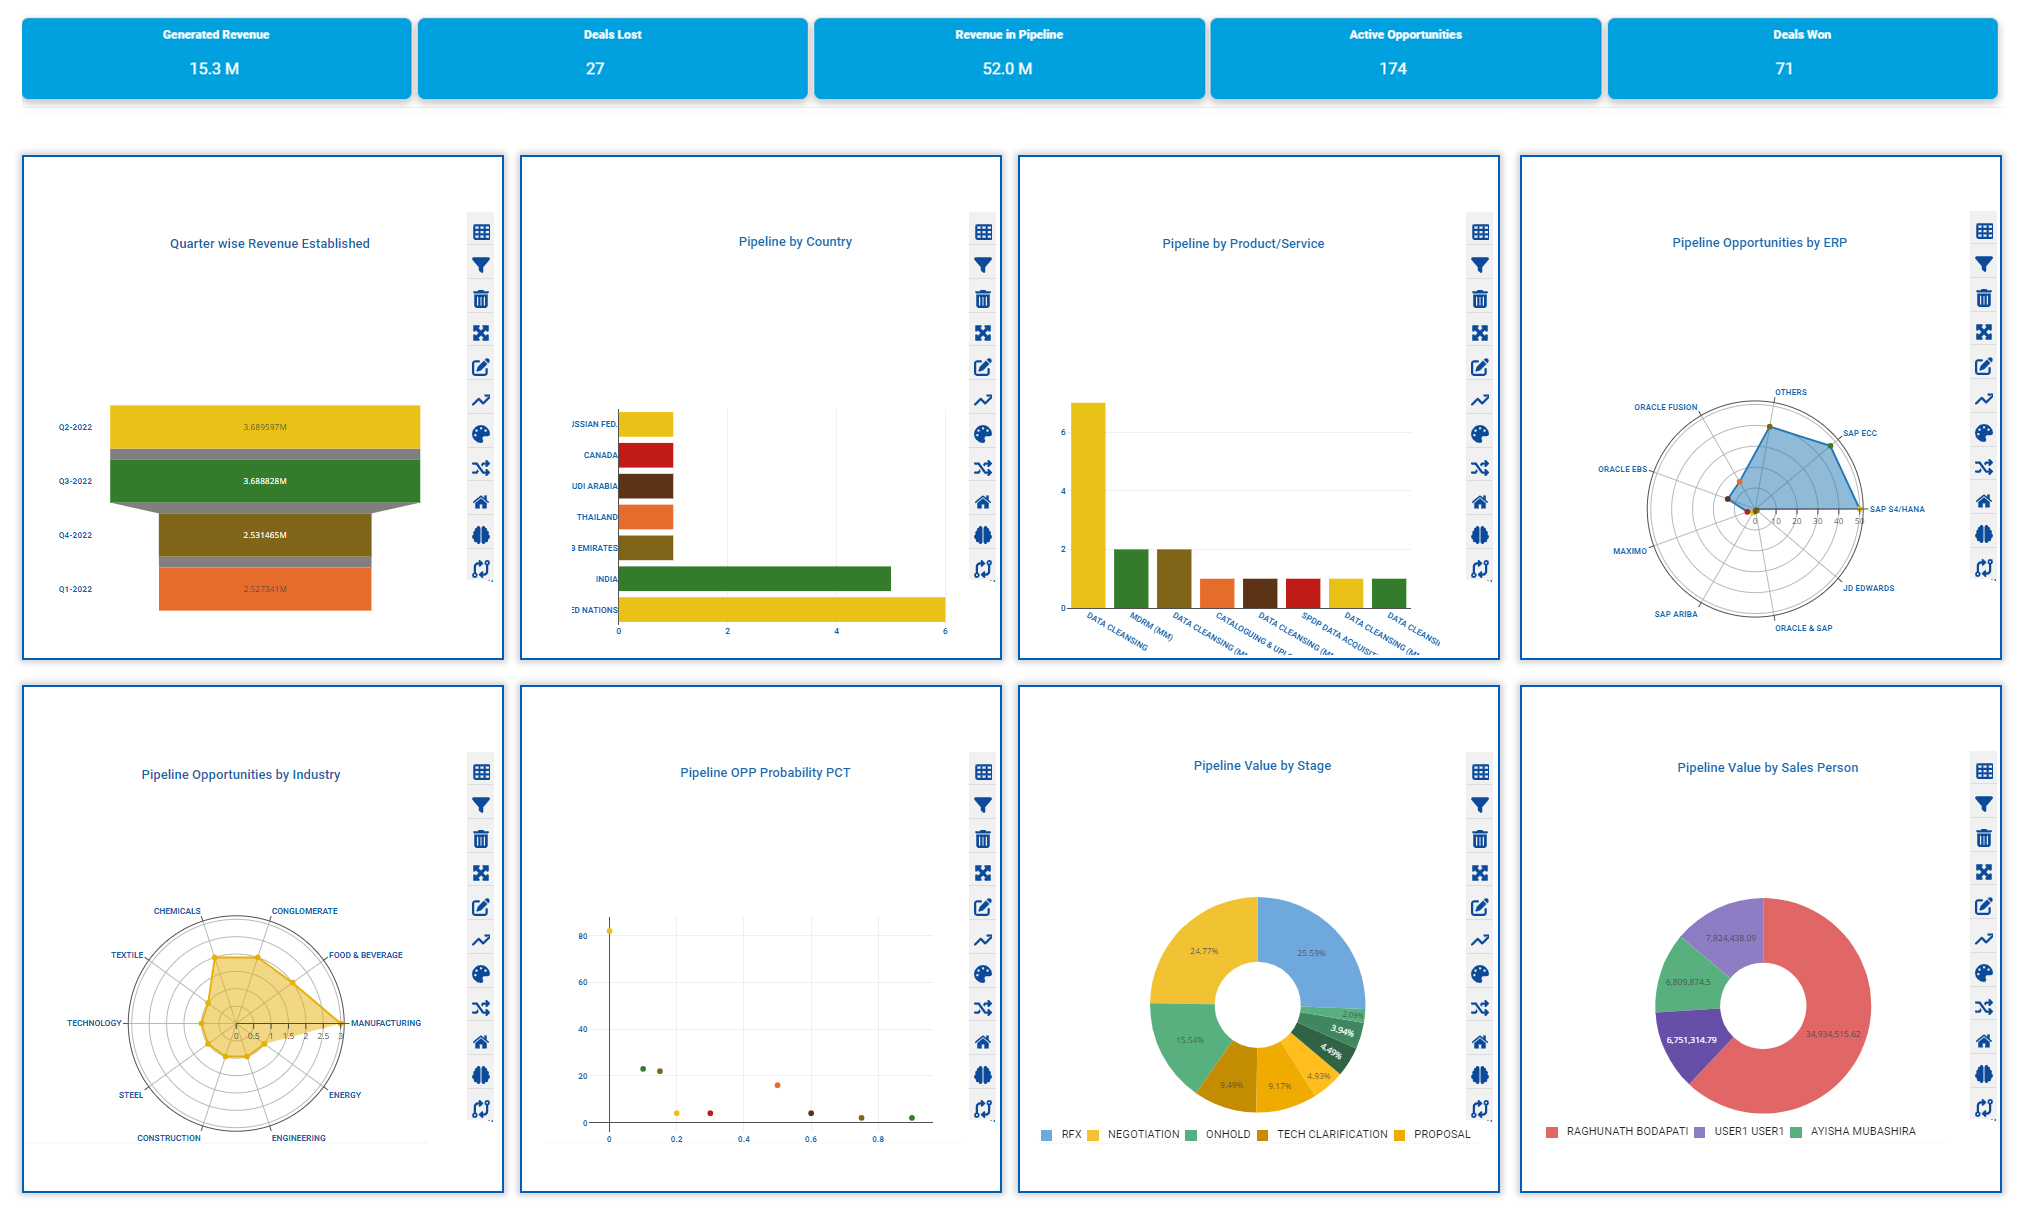 Generated Revenue
15.3 M
Deals Lost
27
Revenue in Pipeline
52.0 M
Active Opportunities
174
Deals Won
71
Quarter wise Revenue Established
Q2-2022
3.689597M
Q3-2022
3.688828M
Q4-2022
2.531465M
Q1-2022
2.527341M
Pipeline by Country
SSIAN FED.
CANADA
UDI ARABIA
THAILAND
EMIRATES
INDIA
ED NATIONS
0 2 4 6
Pipeline by Product/Service
6
4
2
0
DATA CLEANSING
MDRM (MM)
DATA CLEANSING (M
CATALOGUING & UPL
DATA CLEANSING (M
SPDP DATA ACQUISIT
DATA CLEANSING (M
DATA CLEANSI
Pipeline Opportunities by ERP
OTHERS
ORACLE FUSION
SAP ECC
ORACLE EBS
SAP S4/HANA
0 10 20 30 40 50
MAXIMO
JD EDWARDS
SAP ARIBA
ORACLE & SAP
Pipeline Opportunities by Industry
CHEMICALS
CONGLOMERATE
TEXTILE
FOOD & BEVERAGE
TECHNOLOGY
MANUFACTURING
0 0.5 1 1.5 2 2.5 3
STEEL
ENERGY
CONSTRUCTION
ENGINEERING
Pipeline OPP Probability PCT
80
60
40
20
0
0 0.2 0.4 0.6 0.8
Pipeline Value by Stage
24.77%
25.59%
2.09%
3.94%
4.49%
4.93%
9.17%
9.49%
15.54%
RFX NEGOTIATION ONHOLD TECH CLARIFICATION PROPOSAL
Pipeline Value by Sales Person
7,824,438.09
6,809,874.5
6,751,314.79
34,934,515.62
RAGHUNATH BODAPATI USER1 USER1 AYISHA MUBASHIRA